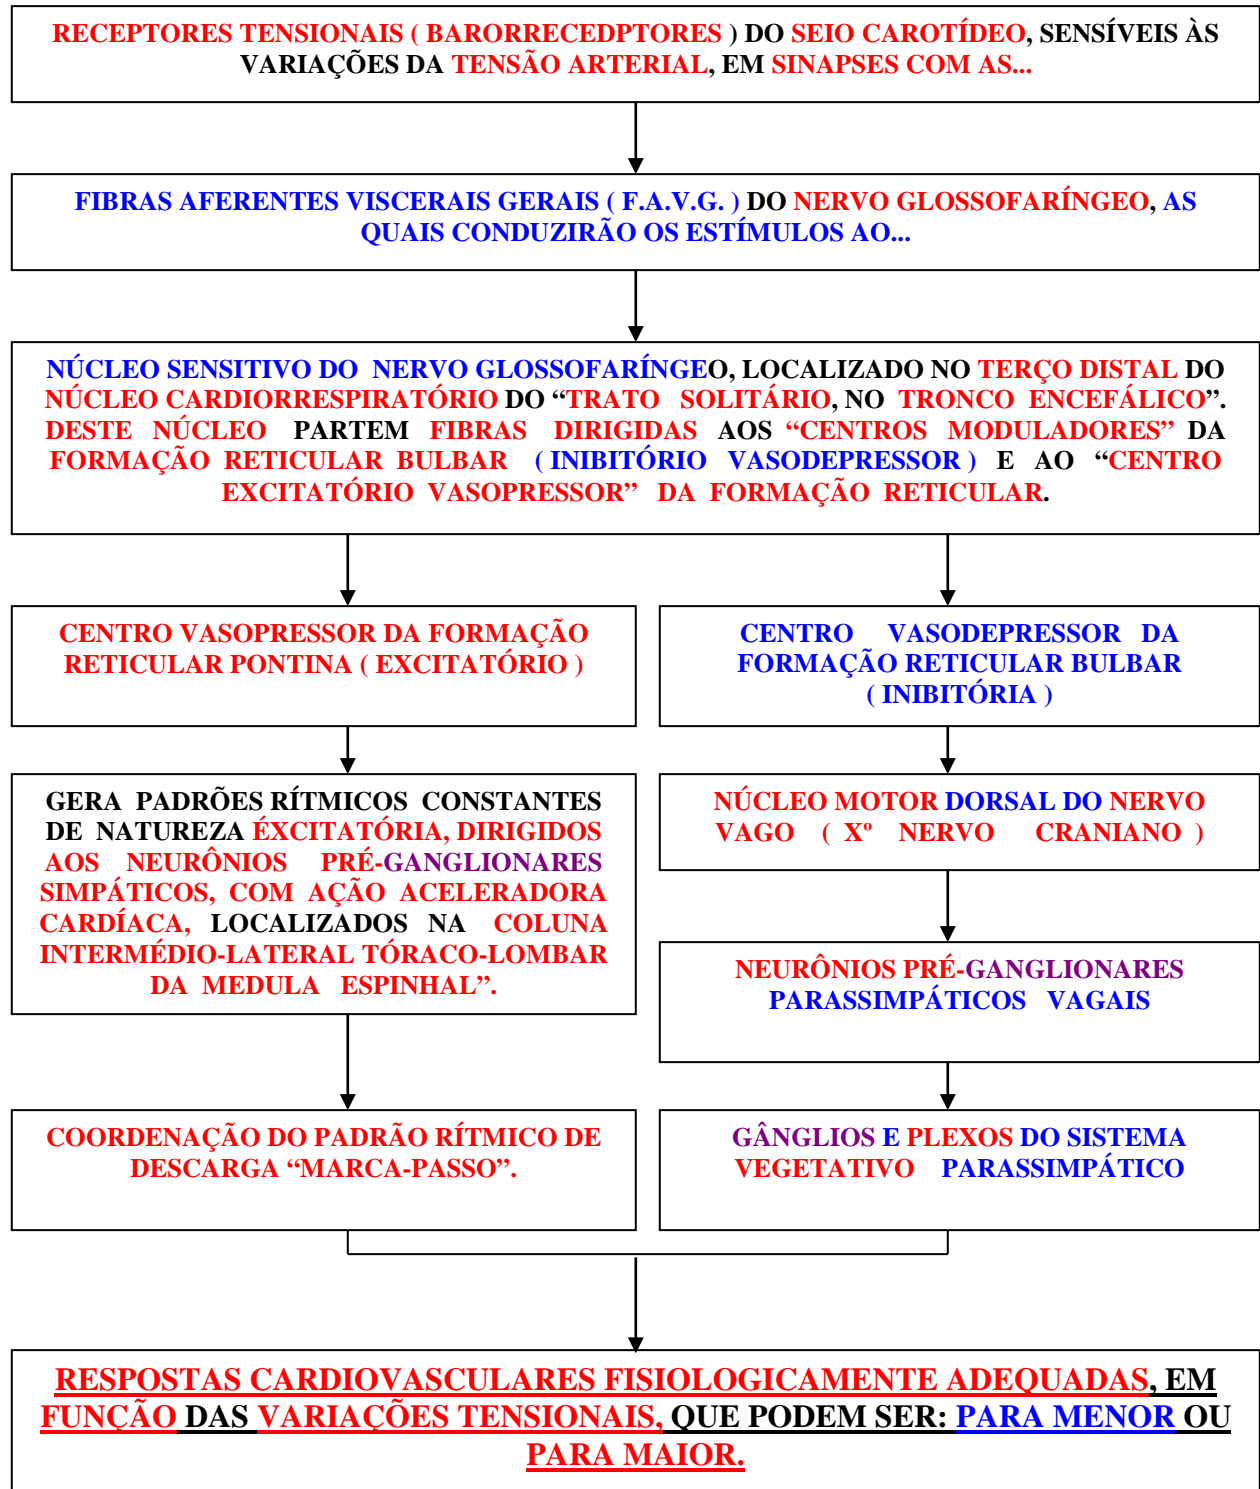 RECEPTORES TENSIONAIS ( BARORRECEDPTORES ) DO SEIO CAROTÍDEO, SENSÍVEIS ÀS
VARIAÇÕES DA TENSÃO ARTERIAL, EM SINAPSES COM AS...
FIBRAS AFERENTES VISCERAIS GERAIS ( F.A.V.G. ) DO NERVO GLOSSOFARÍNGEO, AS
QUAIS CONDUZIRÃO OS ESTÍMULOS AO...
NÚCLEO SENSITIVO DO NERVO GLOSSOFARÍNGEO, LOCALIZADO NO TERÇO DISTAL DO
NÚCLEO CARDIORRESPIRATÓRIO DO “TRATO SOLITÁRIO, NO TRONCO ENCEFÁLICO”.
DESTE NÚCLEO PARTEM FIBRAS DIRIGIDAS AOS “CENTROS MODULADORES” DA
FORMAÇÃO RETICULAR BULBAR ( INIBITÓRIO VASODEPRESSOR ) E AO “CENTRO
EXCITATÓRIO VASOPRESSOR” DA FORMAÇÃO RETICULAR.
CENTRO VASOPRESSOR DA FORMAÇÃO
RETICULAR PONTINA ( EXCITATÓRIO )
CENTRO VASODEPRESSOR DA
FORMAÇÃO RETICULAR BULBAR
( INIBITÓRIA )
GERA PADRÕES RÍTMICOS CONSTANTES
DE NATUREZA ÉXCITATÓRIA, DIRIGIDOS
AOS NEURÔNIOS PRÉ-GANGLIONARES
SIMPÁTICOS, COM AÇÃO ACELERADORA
CARDÍACA, LOCALIZADOS NA COLUNA
INTERMÉDIO-LATERAL TÓRACO-LOMBAR
DA MEDULA ESPINHAL”.
NÚCLEO MOTOR DORSAL DO NERVO
VAGO ( Xº NERVO CRANIANO )
NEURÔNIOS PRÉ-GANGLIONARES
PARASSIMPÁTICOS VAGAIS
COORDENAÇÃO DO PADRÃO RÍTMICO DE
DESCARGA “MARCA-PASSO”.
GÂNGLIOS E PLEXOS DO SISTEMA
VEGETATIVO PARASSIMPÁTICO
RESPOSTAS CARDIOVASCULARES FISIOLOGICAMENTE ADEQUADAS, EM
FUNÇÃO DAS VARIAÇÕES TENSIONAIS, QUE PODEM SER: PARA MENOR OU
PARA MAIOR.